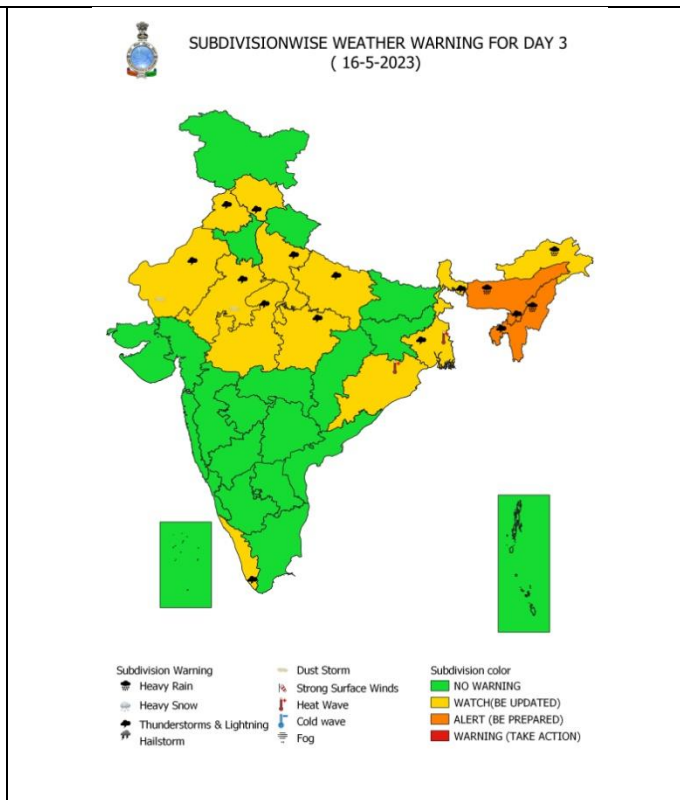 SUBDIVISIONWISE WEATHER WARNING FOR DAY 3
( 16-5-2023)
Subdivision Warning
Heavy Rain
Heavy Snow
Thunderstorms & Lightning
Hailstorm
Dust Storm
Strong Surface Winds
Heat Wave
Cold wave
Fog
Subdivision color
NO WARNING
WATCH(BE UPDATED)
ALERT (BE PREPARED)
WARNING (TAKE ACTION)